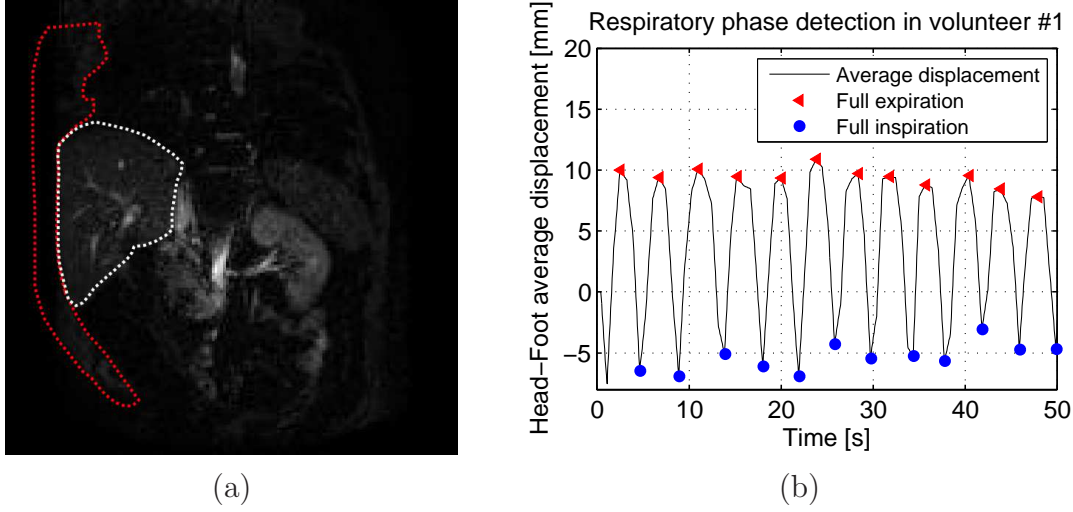 Respiratory phase detection in volunteer #1
Head−Foot average displacement [mm]
20
15
10
5
0
−5
Average displacement
Full expiration
Full inspiration
0 10 20 30 40 50
Time [s]
(a)
(b)